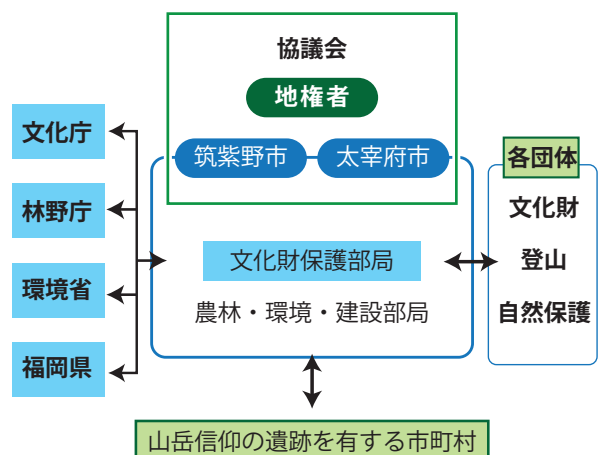 協議会
地権者
筑紫野市
太宰府市
文化庁
林野庁
環境省
福岡県
文化財保護部局
農林・環境・建設部局
各団体
文化財
登山
自然保護
山岳信仰の遺跡を有する市町村